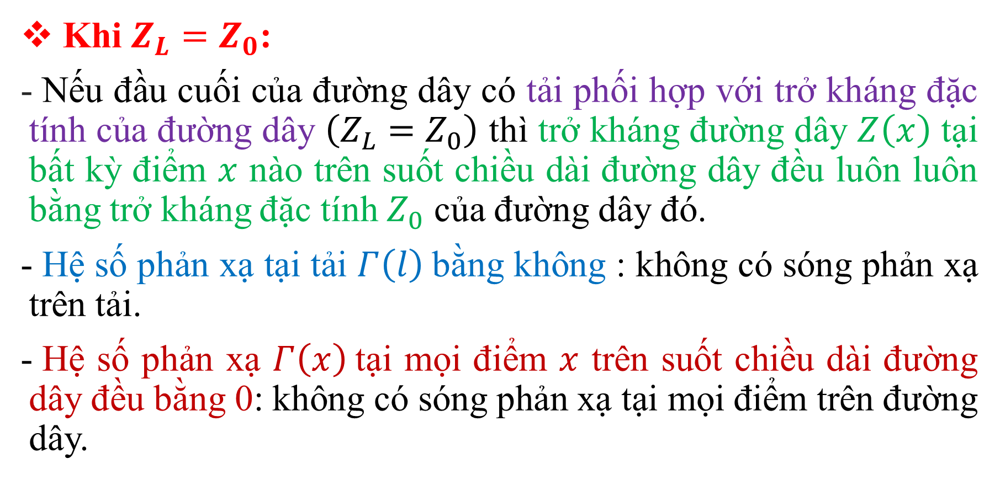 ❖ Khi Z_L = Z_0:
- Nếu đầu cuối của đường dây có tải phối hợp với trở kháng đặc
tính của đường dây (Z_L = Z_0) thì trở kháng đường dây Z(x) tại
bất kỳ điểm x nào trên suốt chiều dài đường dây đều luôn luôn
bằng trở kháng đặc tính Z_0 của đường dây đó.
- Hệ số phản xạ tại tải Γ(l) bằng không : không có sóng phản xạ
trên tải.
- Hệ số phản xạ Γ(x) tại mọi điểm x trên suốt chiều dài đường
dây đều bằng 0: không có sóng phản xạ tại mọi điểm trên đường
dây.